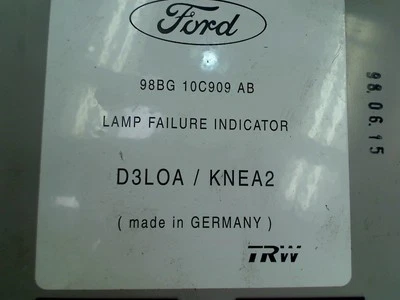 Ford
98BG 10C909 AB
LAMP FAILURE INDICATOR
D3LOA / KNEA2
( made in GERMANY )
TRW
98.06.15